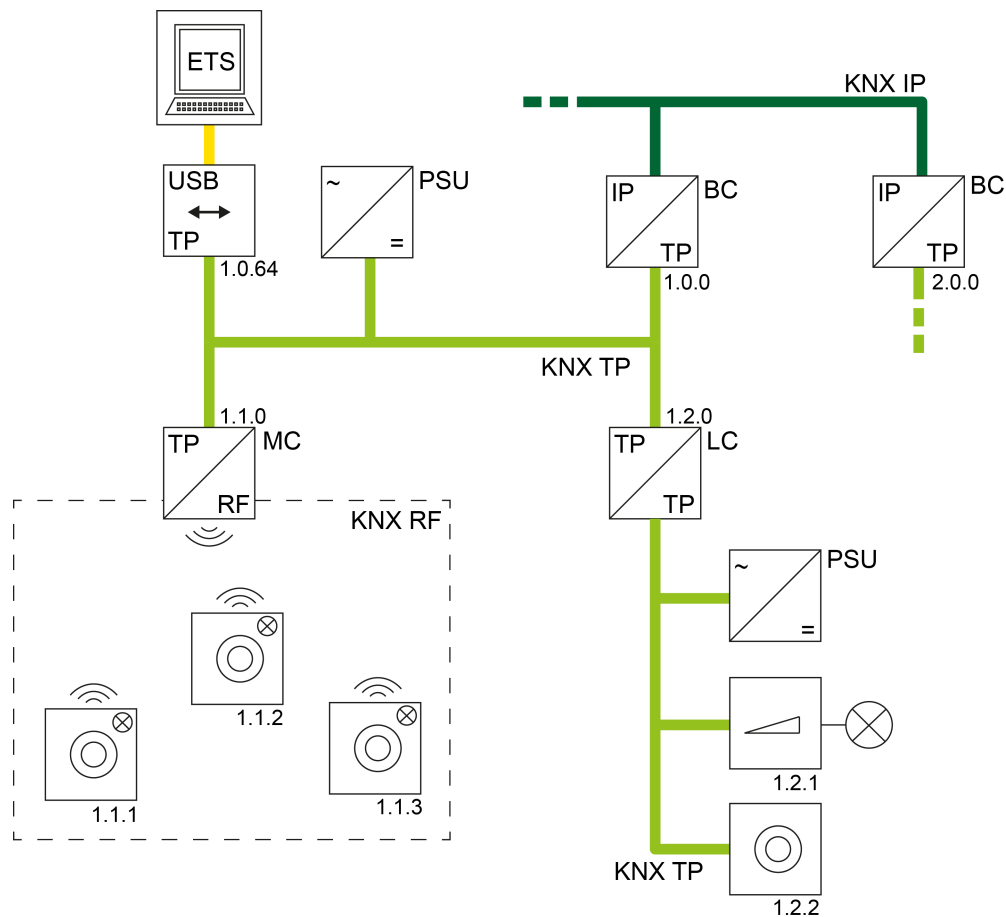 ETS
KNX IP
USB
TP
1.0.64
~
=
PSU
IP
TP
BC
1.0.0
IP
TP
BC
2.0.0
KNX TP
1.1.0
TP
RF
MC
1.2.0
TP
TP
LC
KNX RF
~
=
PSU
1.1.2
1.1.1
1.1.3
1.2.1
KNX TP
1.2.2